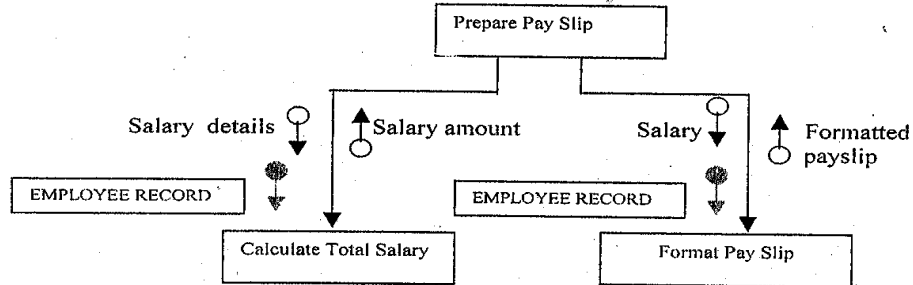 Prepare Pay Slip
Salary details
Salary amount
Salary
Formatted
payslip
EMPLOYEE RECORD
EMPLOYEE RECORD
Calculate Total Salary
Format Pay Slip